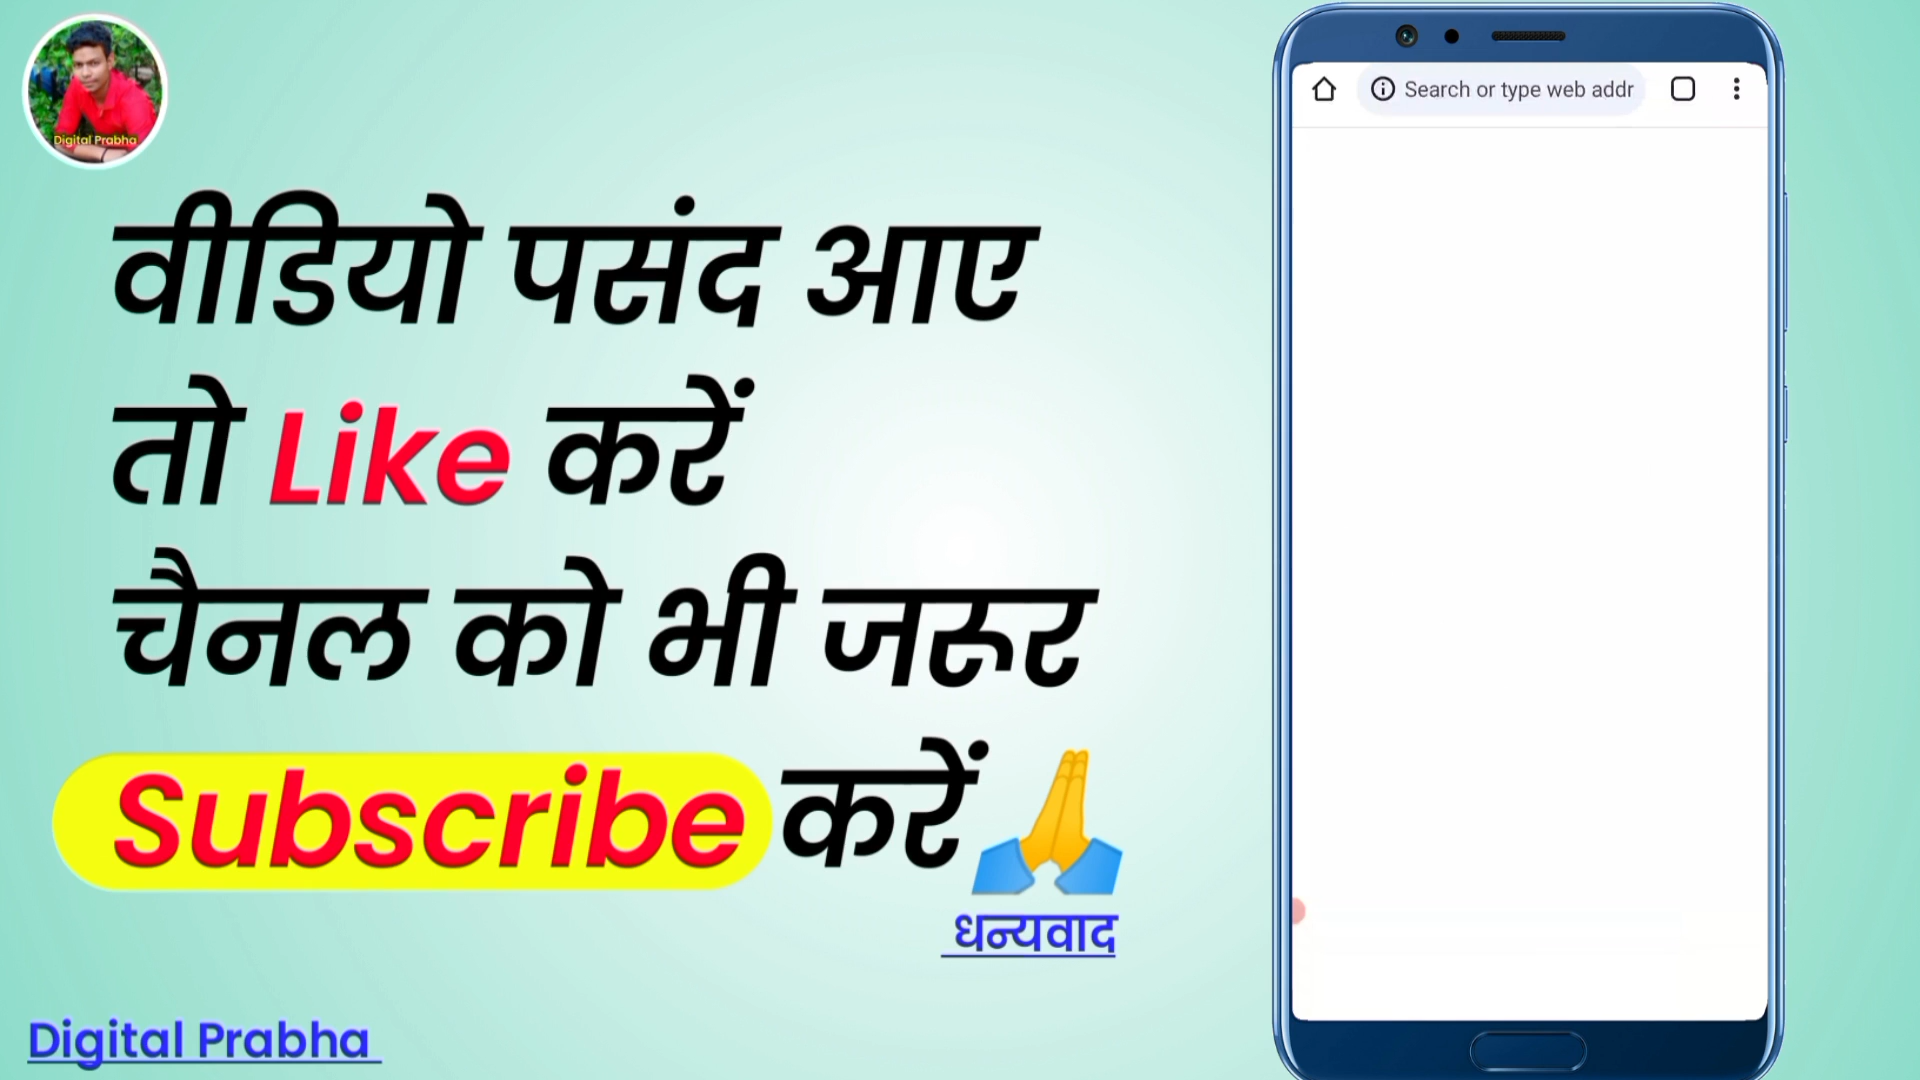 Digital Prabha
वीडियो पसंद आए
तो Like करें
चैनल को भी जरूर
Subscribe करें
धन्यवाद
Digital Prabha
Search or type web addr